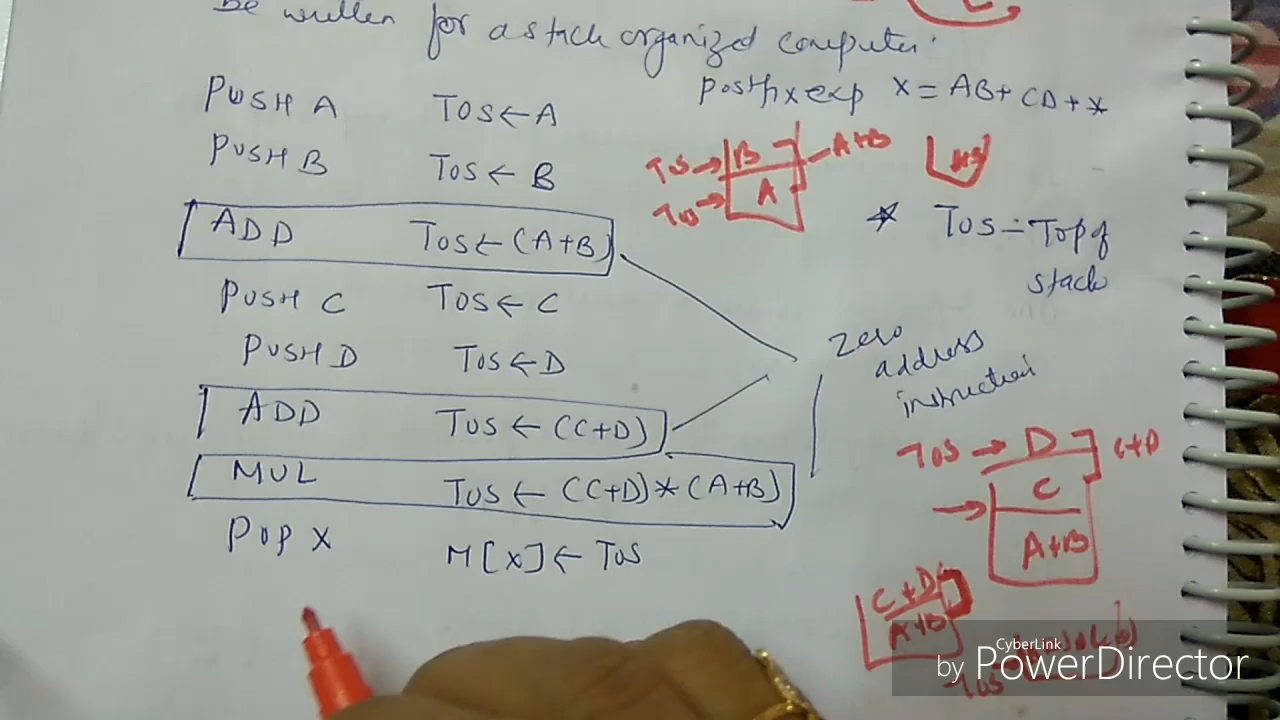 be written for a stack organized computer.
PUSH A TOS ← A
postfix exp X = AB+ CD+ *
PUSH B TOS ← B
TOS → B A+B
TOS → A
ADD TOS ← (A+B)
* TOS = Top of
stack
PUSH C TOS ← C
PUSH D TOS ← D
zero
address
instruction
ADD TOS ← (C+D)
TOS → D C+D
→ C
A+B
MUL TOS ← (C+D) * (A+B)
POP X M[X] ← TOS
C+D
A+B
TOS
CyberLink
by PowerDirector